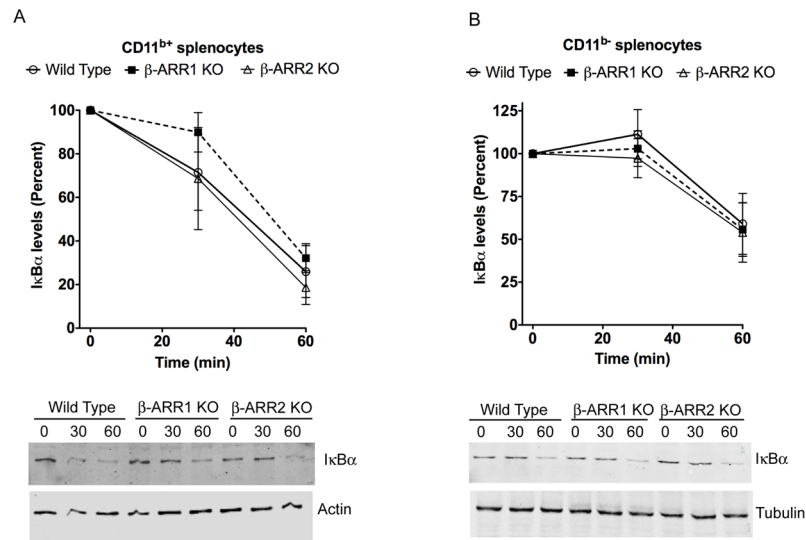 A
CD11b+ splenocytes
Wild Type β-ARR1 KO β-ARR2 KO
100
80
60
40
20
0
IκBα levels (Percent)
0 20 40 60
Time (min)
Wild Type β-ARR1 KO β-ARR2 KO
0 30 60 0 30 60 0 30 60
IκBα
Actin
B
CD11b- splenocytes
Wild Type β-ARR1 KO β-ARR2 KO
125
100
75
50
25
0
IκBα levels (Percent)
0 20 40 60
Time (min)
Wild Type β-ARR1 KO β-ARR2 KO
0 30 60 0 30 60 0 30 60
IκBα
Tubulin